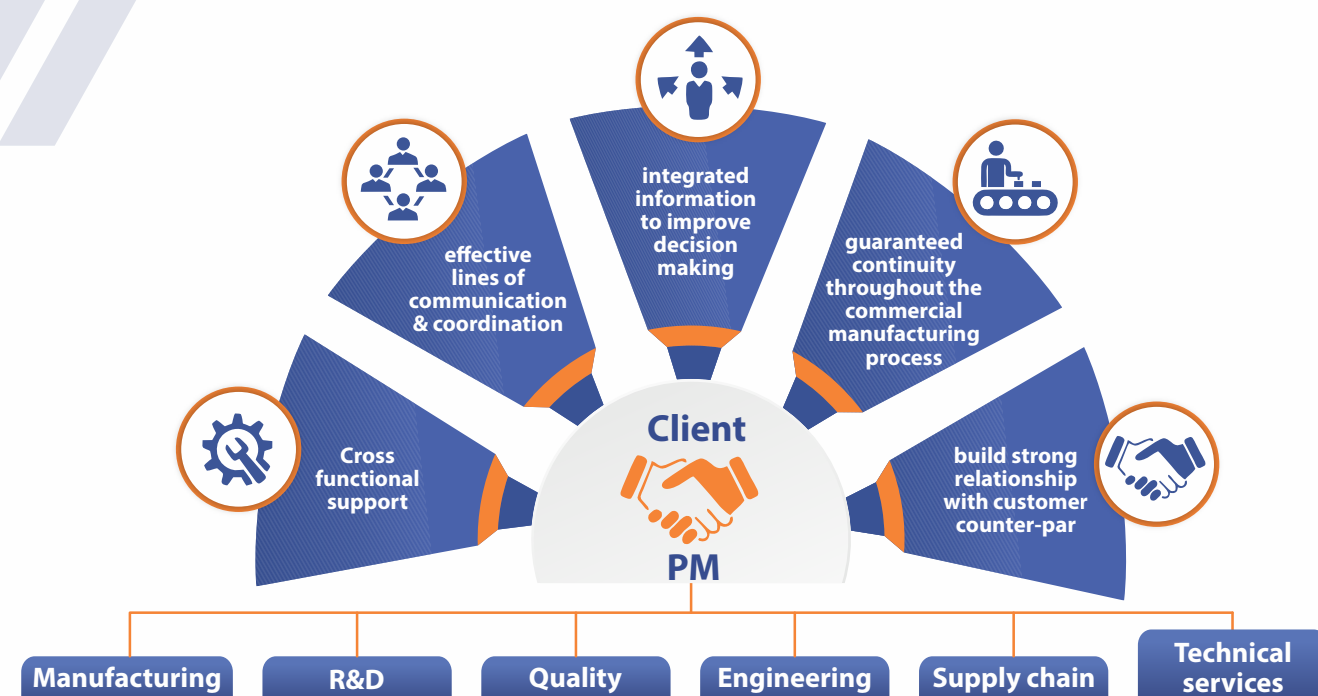 integrated
information
to improve
decision
making
effective
lines of
communication
& coordination
guaranteed
continuity
throughout the
commercial
manufacturing
process
Cross
functional
support
build strong
relationship
with customer
counter-par
Client
PM
Manufacturing
R&D
Quality
Engineering
Supply chain
Technical
services